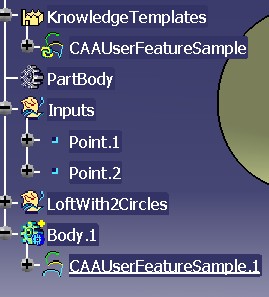 KnowledgeTemplates
CAAUserFeatureSample
PartBody
Inputs
Point.1
Point.2
LoftWith2Circles
Body.1
CAAUserFeatureSample.1